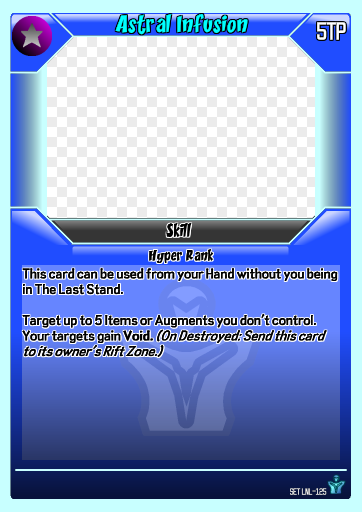 Astral Infusion
5TP
Skill
Hyper Rank
This card can be used from your Hand without you being
in The Last Stand.
Target up to 5 Items or Augments you don't control.
Your targets gain Void. (On Destroyed: Send this card
to its owner's Rift Zone.)
SET LNL-125